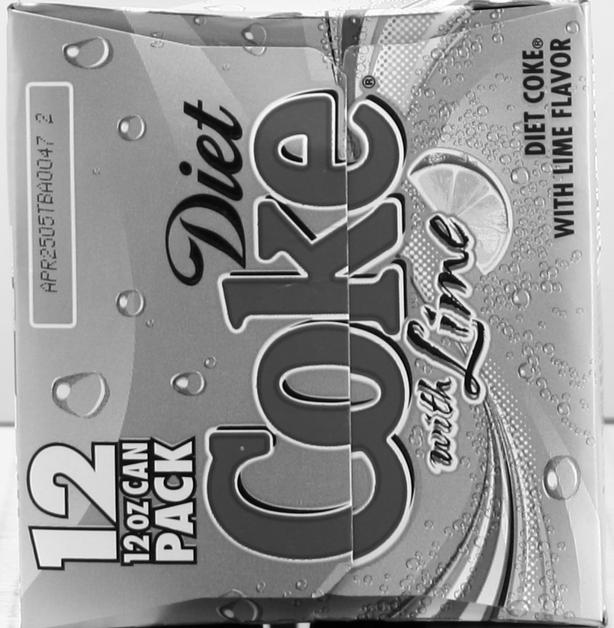 12
12 OZ CAN
PACK
APR2505TBA0047 2
Diet
Coke®
with Lime
DIET COKE®
WITH LIME FLAVOR